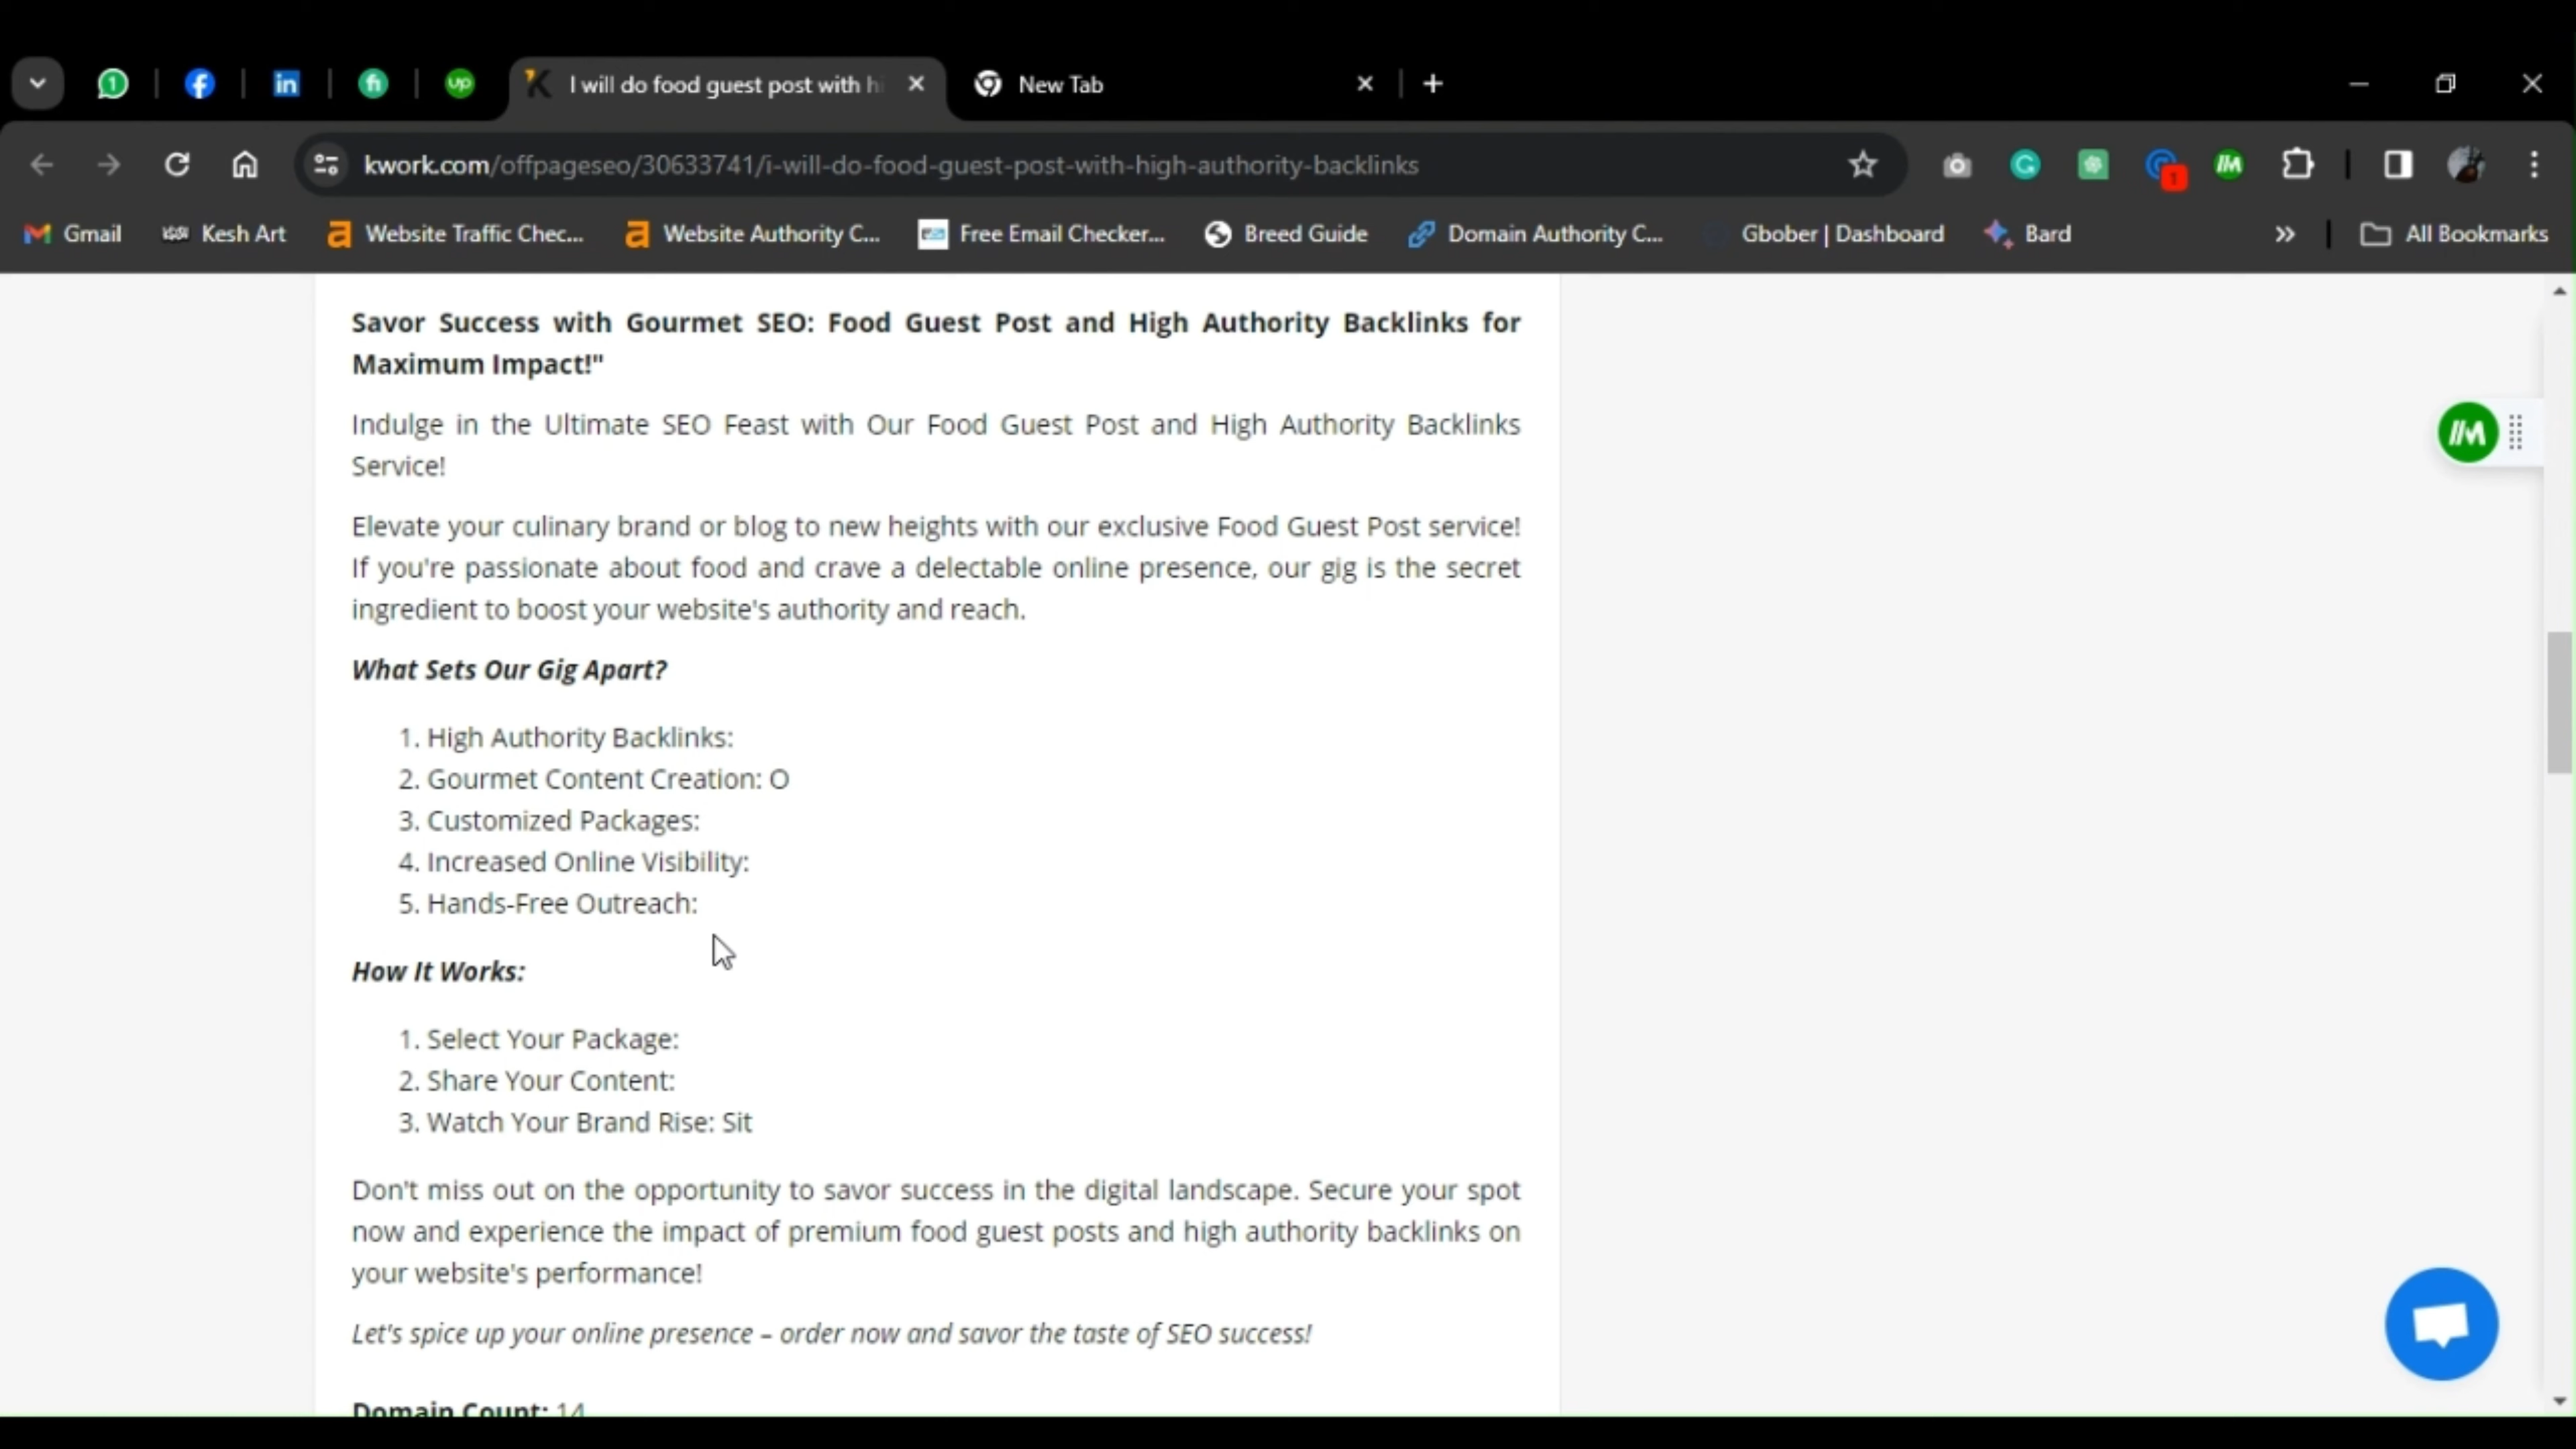 I will do food guest post with hi
New Tab
kwork.com/offpageseo/30633741/i-will-do-food-guest-post-with-high-authority-backlinks
1
Gmail
Kesh Art
Website Traffic Chec...
Website Authority C...
Free Email Checker...
Breed Guide
Domain Authority C...
Gbober | Dashboard
Bard
All Bookmarks
Savor Success with Gourmet SEO: Food Guest Post and High Authority Backlinks for
Maximum Impact!"
Indulge in the Ultimate SEO Feast with Our Food Guest Post and High Authority Backlinks
Service!
Elevate your culinary brand or blog to new heights with our exclusive Food Guest Post service!
If you're passionate about food and crave a delectable online presence, our gig is the secret
ingredient to boost your website's authority and reach.
What Sets Our Gig Apart?
1. High Authority Backlinks:
2. Gourmet Content Creation: O
3. Customized Packages:
4. Increased Online Visibility:
5. Hands-Free Outreach:
How It Works:
1. Select Your Package:
2. Share Your Content:
3. Watch Your Brand Rise: Sit
Don't miss out on the opportunity to savor success in the digital landscape. Secure your spot
now and experience the impact of premium food guest posts and high authority backlinks on
your website's performance!
Let's spice up your online presence – order now and savor the taste of SEO success!
Domain Count: 14